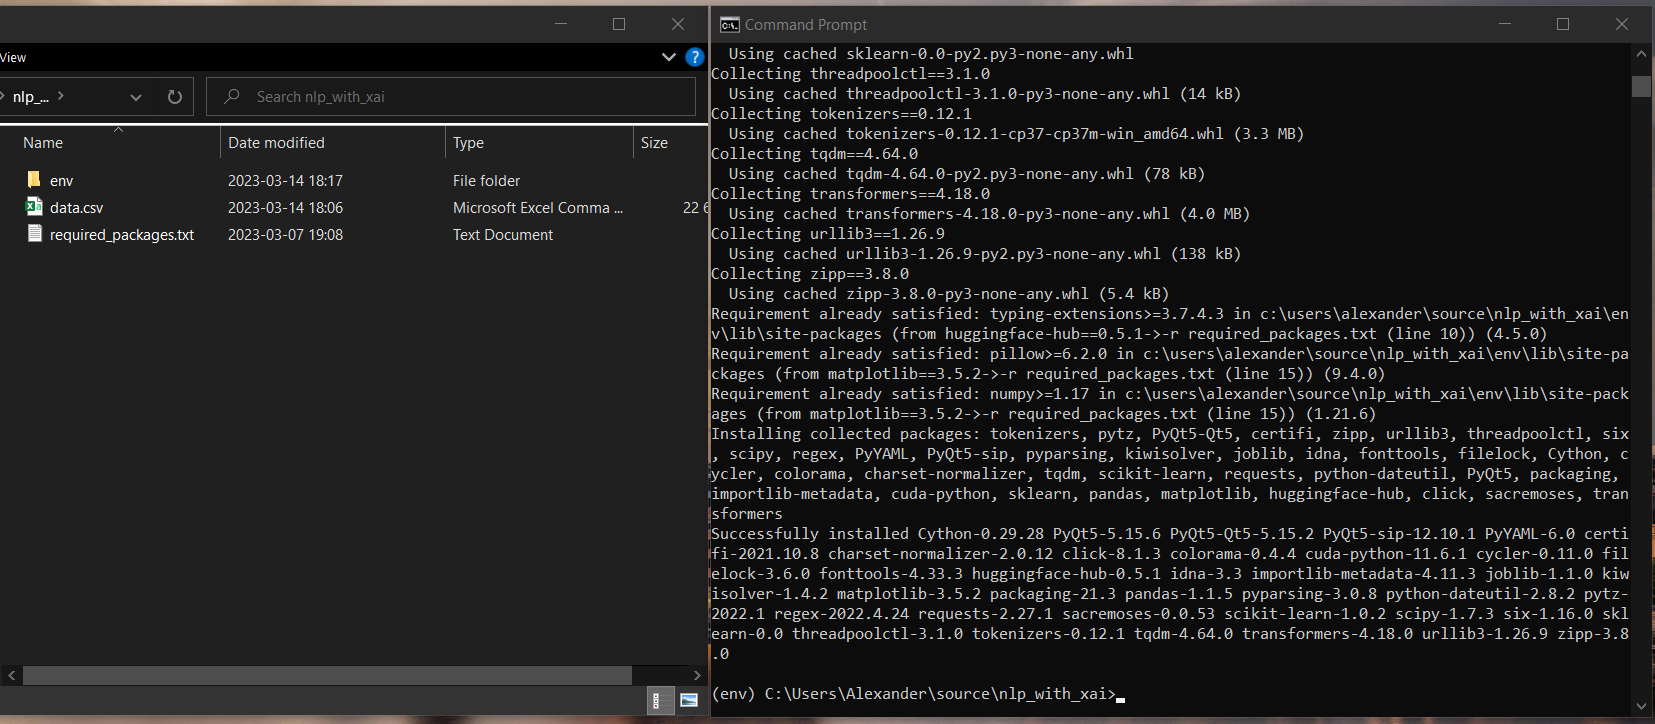 View
nlp_...
Search nlp_with_xai
Name Date modified Type Size
env 2023-03-14 18:17 File folder
data.csv 2023-03-14 18:06 Microsoft Excel Comma ... 22 6
required_packages.txt 2023-03-07 19:08 Text Document
Command Prompt
Using cached sklearn-0.0-py2.py3-none-any.whl
Collecting threadpoolctl==3.1.0
Using cached threadpoolctl-3.1.0-py3-none-any.whl (14 kB)
Collecting tokenizers==0.12.1
Using cached tokenizers-0.12.1-cp37-cp37m-win_amd64.whl (3.3 MB)
Collecting tqdm==4.64.0
Using cached tqdm-4.64.0-py2.py3-none-any.whl (78 kB)
Collecting transformers==4.18.0
Using cached transformers-4.18.0-py3-none-any.whl (4.0 MB)
Collecting urllib3==1.26.9
Using cached urllib3-1.26.9-py2.py3-none-any.whl (138 kB)
Collecting zipp==3.8.0
Using cached zipp-3.8.0-py3-none-any.whl (5.4 kB)
Requirement already satisfied: typing-extensions>=3.7.4.3 in c:\users\alexander\source\nlp_with_xai\en
v\lib\site-packages (from huggingface-hub==0.5.1->-r required_packages.txt (line 10)) (4.5.0)
Requirement already satisfied: pillow>=6.2.0 in c:\users\alexander\source\nlp_with_xai\env\lib\site-pa
ckages (from matplotlib==3.5.2->-r required_packages.txt (line 15)) (9.4.0)
Requirement already satisfied: numpy>=1.17 in c:\users\alexander\source\nlp_with_xai\env\lib\site-pack
ages (from matplotlib==3.5.2->-r required_packages.txt (line 15)) (1.21.6)
Installing collected packages: tokenizers, pytz, PyQt5-Qt5, certifi, zipp, urllib3, threadpoolctl, six
, scipy, regex, PyYAML, PyQt5-sip, pyparsing, kiwisolver, joblib, idna, fonttools, filelock, Cython, c
ycler, colorama, charset-normalizer, tqdm, scikit-learn, requests, python-dateutil, PyQt5, packaging,
importlib-metadata, cuda-python, sklearn, pandas, matplotlib, huggingface-hub, click, sacremoses, tran
sformers
Successfully installed Cython-0.29.28 PyQt5-5.15.6 PyQt5-Qt5-5.15.2 PyQt5-sip-12.10.1 PyYAML-6.0 certi
fi-2021.10.8 charset-normalizer-2.0.12 click-8.1.3 colorama-0.4.4 cuda-python-11.6.1 cycler-0.11.0 fil
elock-3.6.0 fonttools-4.33.3 huggingface-hub-0.5.1 idna-3.3 importlib-metadata-4.11.3 joblib-1.1.0 kiw
isolver-1.4.2 matplotlib-3.5.2 packaging-21.3 pandas-1.1.5 pyparsing-3.0.8 python-dateutil-2.8.2 pytz-
2022.1 regex-2022.4.24 requests-2.27.1 sacremoses-0.0.53 scikit-learn-1.0.2 scipy-1.7.3 six-1.16.0 skl
earn-0.0 threadpoolctl-3.1.0 tokenizers-0.12.1 tqdm-4.64.0 transformers-4.18.0 urllib3-1.26.9 zipp-3.8
.0
(env) C:\Users\Alexander\source\nlp_with_xai>